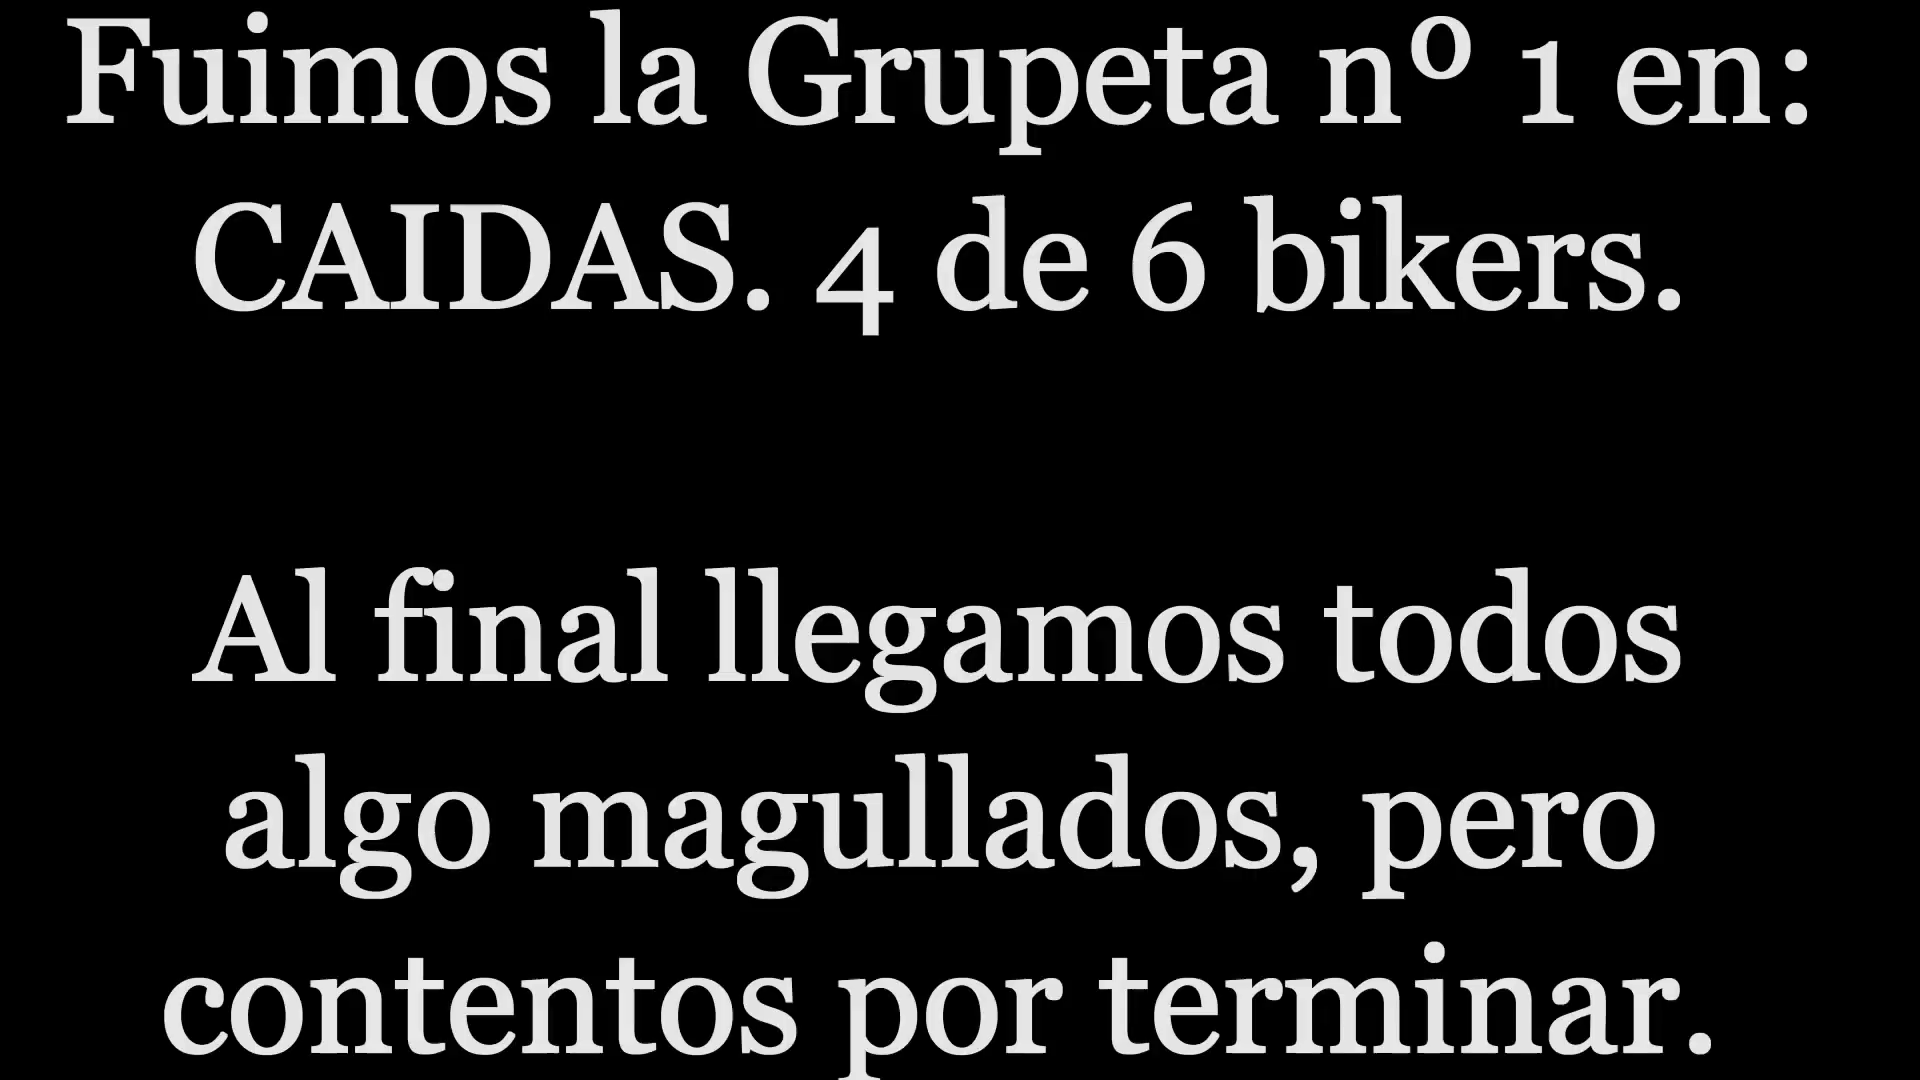 Fuimos la Grupeta nº 1 en:
CAIDAS. 4 de 6 bikers.
Al final llegamos todos
algo magullados, pero
contentos por terminar.